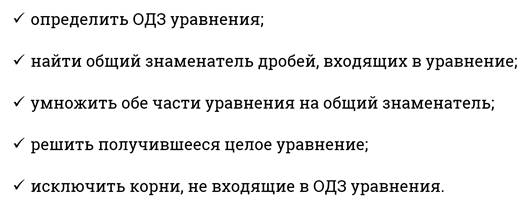 ✓ определить ОДЗ уравнения;
✓ найти общий знаменатель дробей, входящих в уравнение;
✓ умножить обе части уравнения на общий знаменатель;
✓ решить получившееся целое уравнение;
✓ исключить корни, не входящие в ОДЗ уравнения.